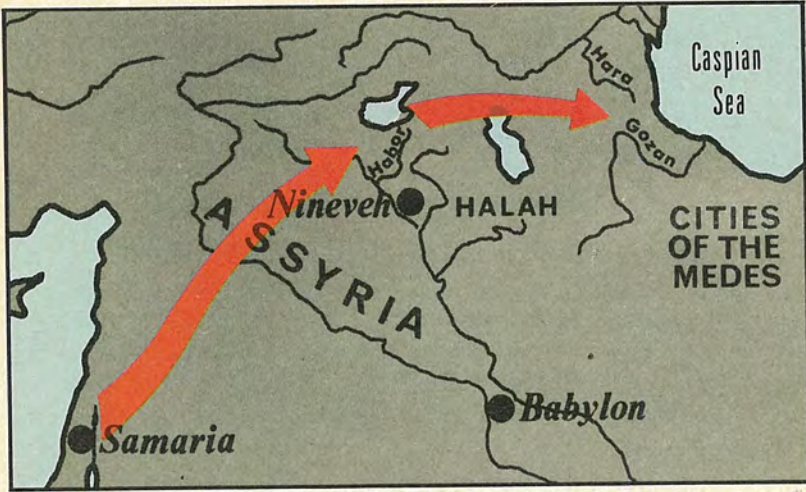 Caspian
Sea
Hara
Gozan
Habor
Nineveh
HALAH
ASSYRIA
CITIES
OF THE
MEDES
Babylon
Samaria